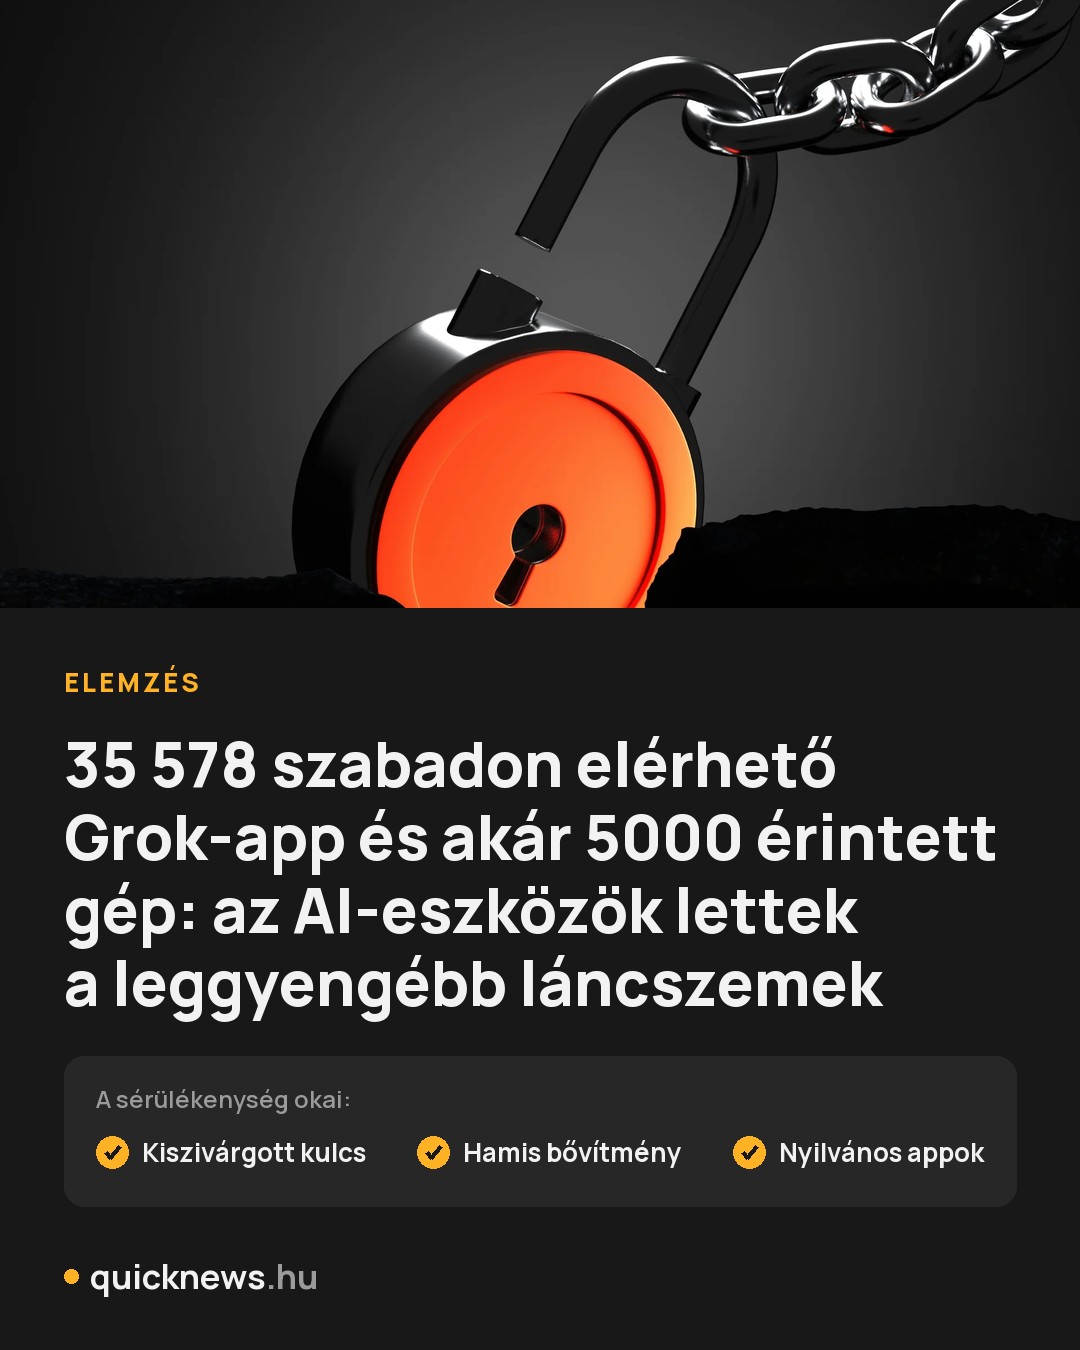 ELEMZÉS
35 578 szabadon elérhető
Grok-app és akár 5000 érintett
gép: az AI-eszközök lettek
a leggyengébb láncszemek
A sérülékenység okai:
Kiszivárgott kulcs Hamis bővítmény Nyilvános appok
quicknews.hu